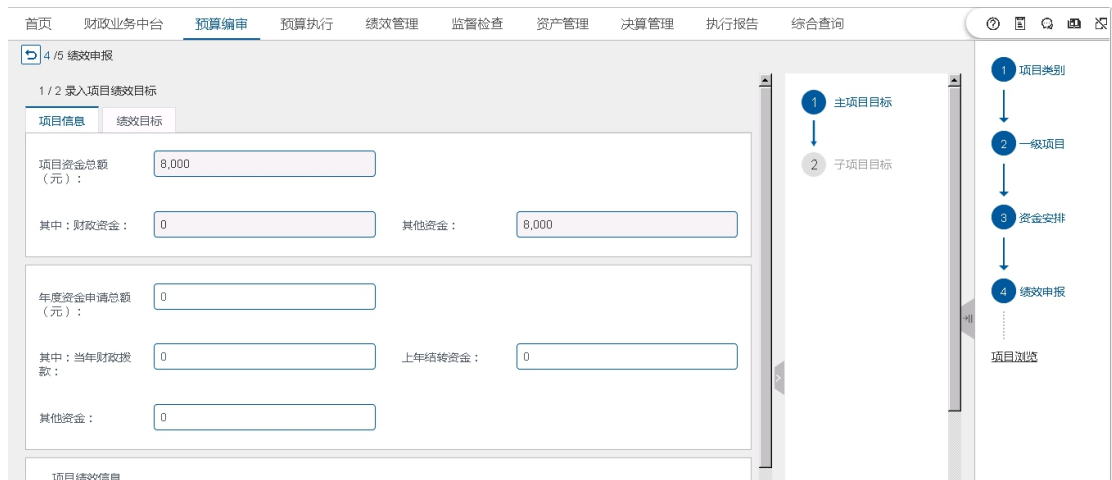 首页 财政业务中台 预算编审 预算执行 绩效管理 监督检查 资产管理 决算管理 执行报告 综合查询
4 /5 绩效申报
1 / 2 录入项目绩效目标
项目信息 绩效目标
项目资金总额
（元）：
8,000
其中：财政资金： 0 其他资金： 8,000
年度资金申请总额
（元）：
0
其中：当年财政拨
款：
0
上年结转资金： 0
其他资金： 0
项目绩效信息
1 主项目目标
2 子项目目标
1 项目类别
2 一级项目
3 资金安排
4 绩效申报
项目浏览